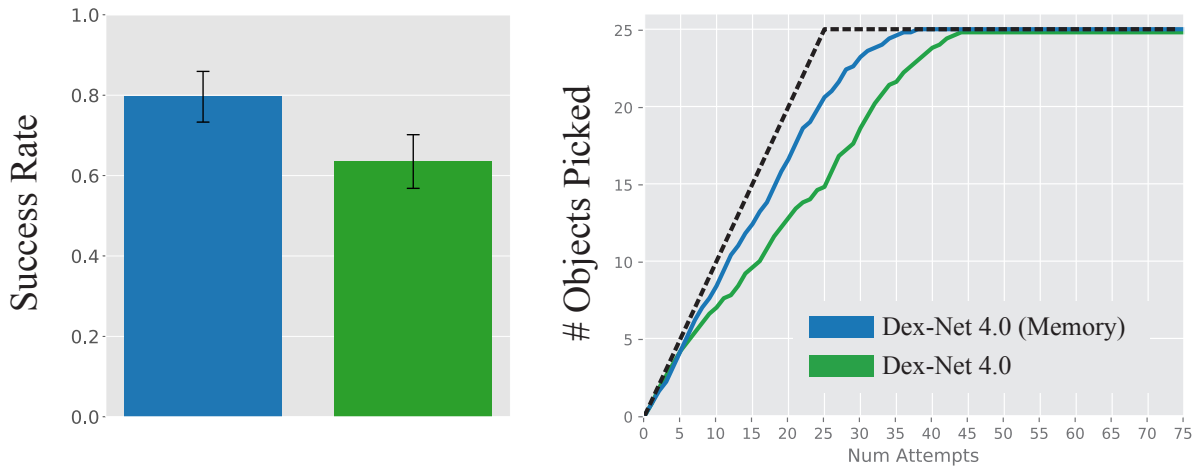 Success Rate
1.0
0.8
0.6
0.4
0.2
0.0
# Objects Picked
25
20
15
10
5
0
Dex-Net 4.0 (Memory)
Dex-Net 4.0
0 5 10 15 20 25 30 35 40 45 50 55 60 65 70 75
Num Attempts